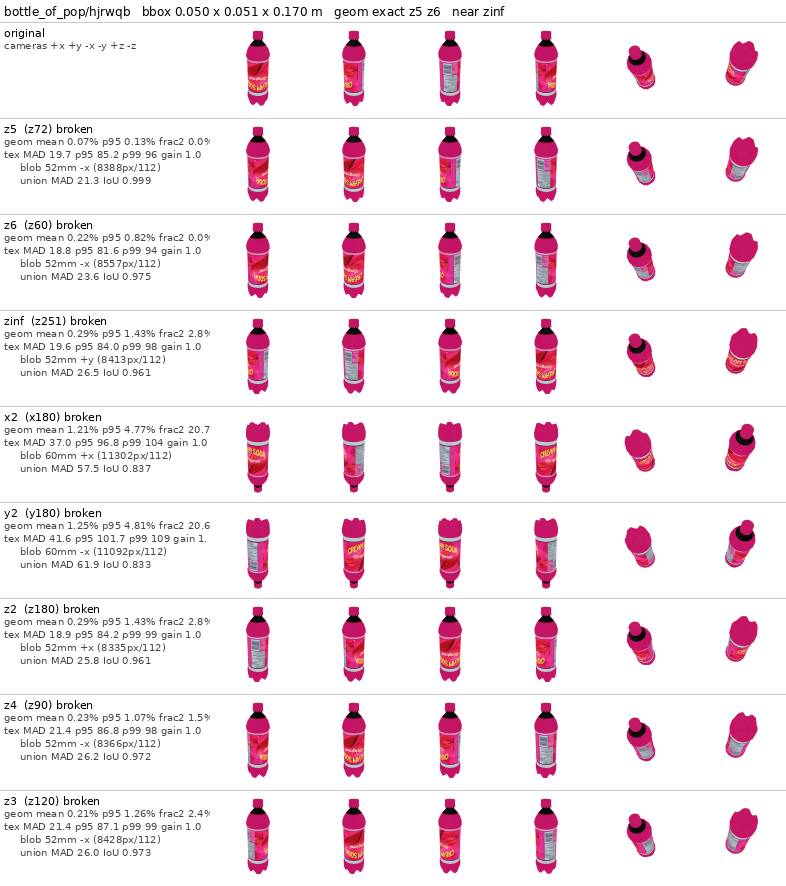 bottle_of_pop/hjrwqb bbox 0.050 x 0.051 x 0.170 m geom exact z5 z6 near zinf
original
cameras +x +y -x -y +z -z
z5 (z72) broken
geom mean 0.07% p95 0.13% frac2 0.0%
tex MAD 19.7 p95 85.2 p99 96 gain 1.0
blob 52mm -x (8388px/112)
union MAD 21.3 IoU 0.999
z6 (z60) broken
geom mean 0.22% p95 0.82% frac2 0.0%
tex MAD 18.8 p95 81.6 p99 94 gain 1.0
blob 52mm -x (8557px/112)
union MAD 23.6 IoU 0.975
zinf (z251) broken
geom mean 0.29% p95 1.43% frac2 2.8%
tex MAD 19.6 p95 84.0 p99 98 gain 1.0
blob 52mm +y (8413px/112)
union MAD 26.5 IoU 0.961
x2 (x180) broken
geom mean 1.21% p95 4.77% frac2 20.7
tex MAD 37.0 p95 96.8 p99 104 gain 1.0
blob 60mm +x (11302px/112)
union MAD 57.5 IoU 0.837
y2 (y180) broken
geom mean 1.25% p95 4.81% frac2 20.6
tex MAD 41.6 p95 101.7 p99 109 gain 1.
blob 60mm -x (11092px/112)
union MAD 61.9 IoU 0.833
z2 (z180) broken
geom mean 0.29% p95 1.43% frac2 2.8%
tex MAD 18.9 p95 84.2 p99 99 gain 1.0
blob 52mm +x (8335px/112)
union MAD 25.8 IoU 0.961
z4 (z90) broken
geom mean 0.23% p95 1.07% frac2 1.5%
tex MAD 21.4 p95 86.8 p99 98 gain 1.0
blob 52mm -x (8366px/112)
union MAD 26.2 IoU 0.972
z3 (z120) broken
geom mean 0.21% p95 1.26% frac2 2.4%
tex MAD 21.4 p95 87.1 p99 99 gain 1.0
blob 52mm -x (8428px/112)
union MAD 26.0 IoU 0.973